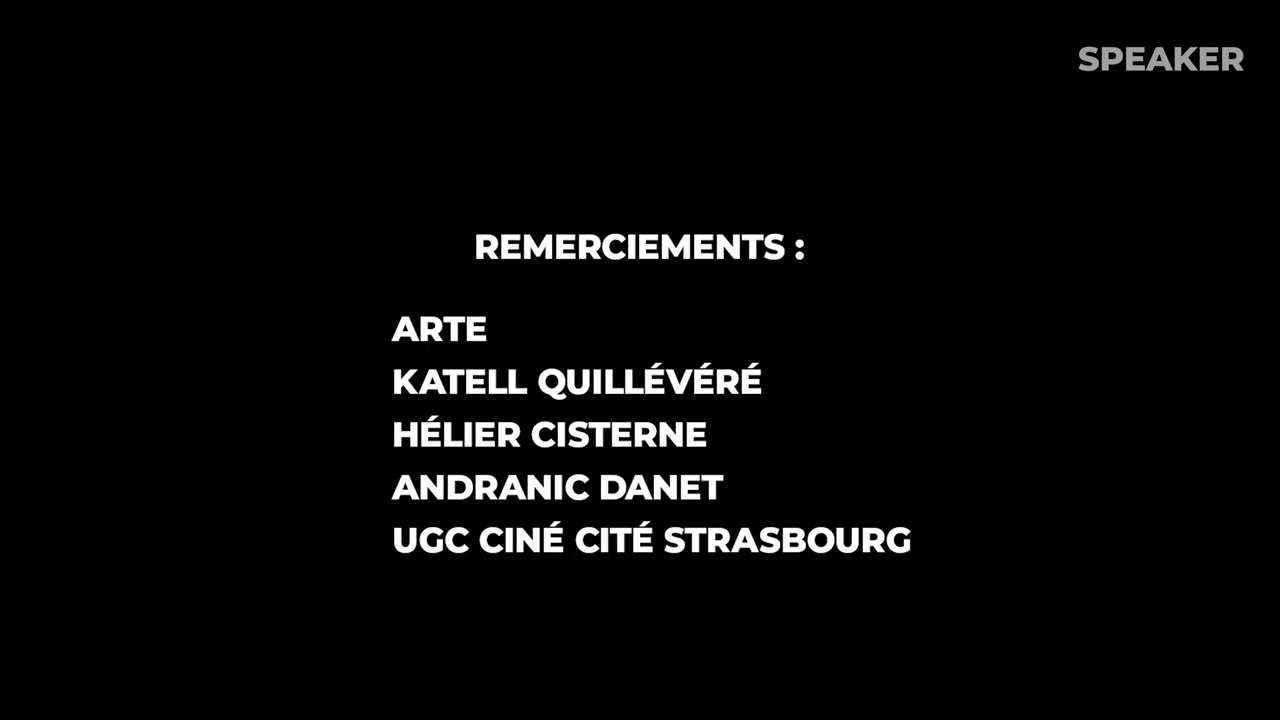 SPEAKER
REMERCIEMENTS :
ARTE
KATELL QUILLÉVÉRÉ
HÉLIER CISTERNE
ANDRANIC DANET
UGC CINÉ CITÉ STRASBOURG